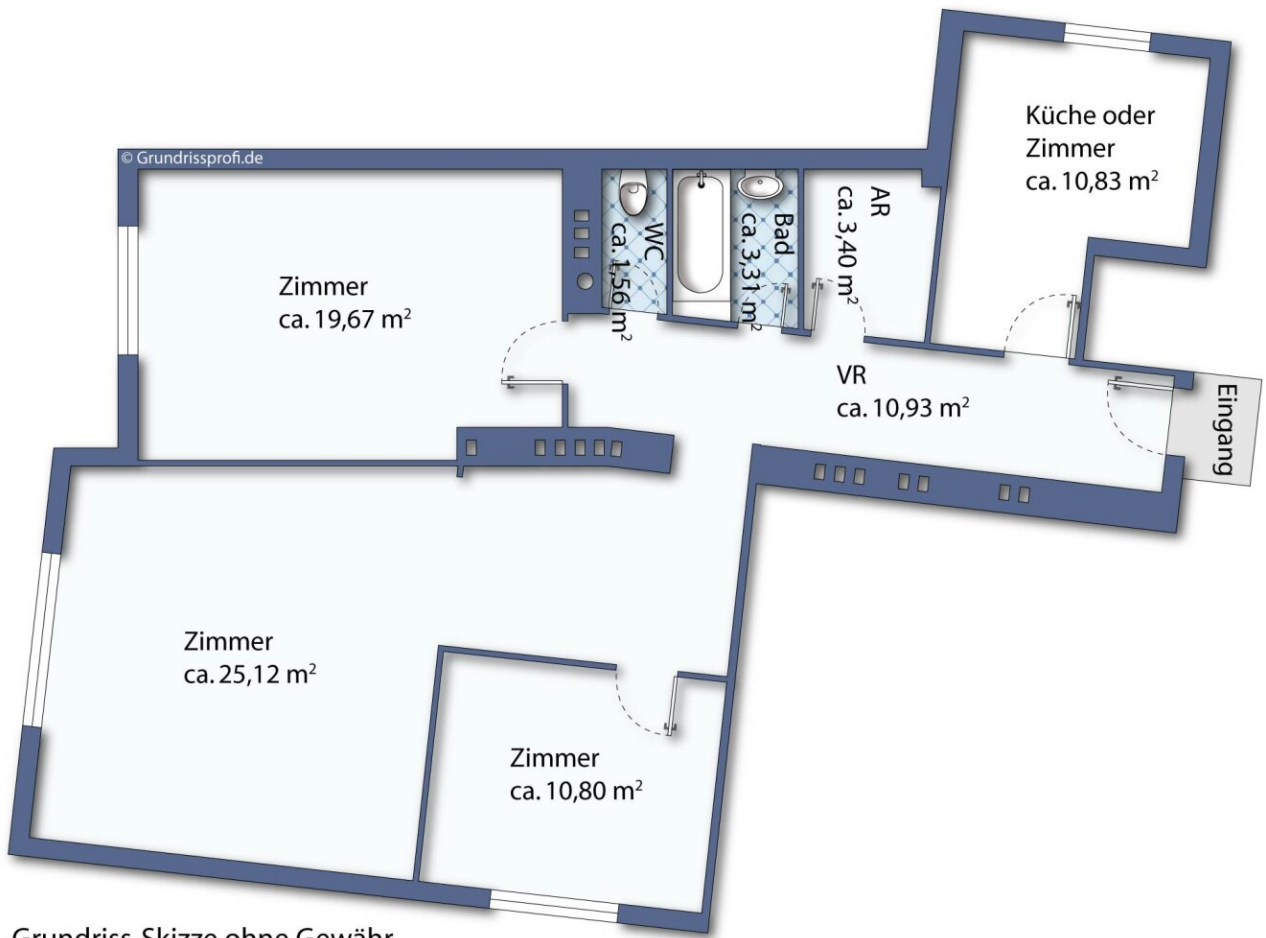 © Grundrissprofi.de
Küche oder
Zimmer
ca. 10,83 m²
WC
ca. 1,56 m²
Bad
ca. 3,31 m²
AR
ca. 3,40 m²
Zimmer
ca. 19,67 m²
VR
ca. 10,93 m²
Eingang
Zimmer
ca. 25,12 m²
Zimmer
ca. 10,80 m²
Grundriss-Skizze ohne Gewähr